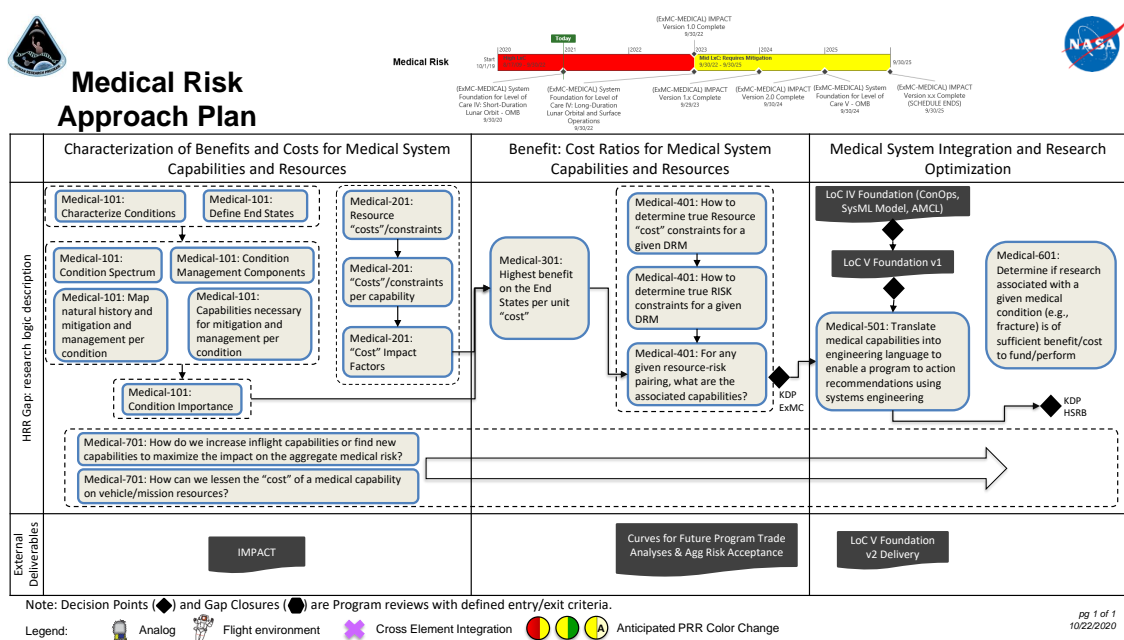 Medical Risk
Approach Plan
Medical Risk
(ExMC-MEDICAL) IMPACT
Version 1.0 Complete
9/30/22
Today
Start
10/1/19
2020
2021
2022
2023
2024
2025
Mid LxC: Requires Mitigation
9/30/22 - 9/30/25
9/30/25
(ExMC-MEDICAL) System
Foundation for Level of
Care IV: Short-Duration
Lunar Orbit - OMB
9/30/20
(ExMC-MEDICAL) System
Foundation for Level of
Care IV: Long-Duration
Lunar Orbital and Surface
Operations
9/30/22
(ExMC-MEDICAL) IMPACT
Version 1.x Complete
9/29/23
(ExMC-MEDICAL) IMPACT
Version 2.0 Complete
9/30/24
(ExMC-MEDICAL) System
Foundation for Level of
Care V - OMB
9/30/24
(ExMC-MEDICAL) IMPACT
Version x.x Complete
(SCHEDULE ENDS)
9/30/25
NASA
Characterization of Benefits and Costs for Medical System
Capabilities and Resources
Benefit: Cost Ratios for Medical System
Capabilities and Resources
Medical System Integration and Research
Optimization
HRR Gap: research logic description
Medical-101:
Characterize Conditions
Medical-101:
Define End States
Medical-101:
Condition Spectrum
Medical-101: Condition
Management Components
Medical-101: Map
natural history and
mitigation and
management per
condition
Medical-101:
Capabilities necessary
for mitigation and
management per
condition
Medical-101:
Condition Importance
Medical-201:
Resource
“costs”/constraints
Medical-201:
“Costs”/constraints
per capability
Medical-201:
“Cost” Impact
Factors
Medical-301:
Highest benefit
on the End
States per unit
“cost”
Medical-401: How to
determine true Resource
“cost” constraints for a
given DRM
Medical-401: How to
determine true RISK
constraints for a given
DRM
Medical-401: For any
given resource-risk
pairing, what are the
associated capabilities?
KDP
ExMC
LoC IV Foundation (ConOps,
SysML Model, AMCL)
LoC V Foundation v1
Medical-501: Translate
medical capabilities into
engineering language to
enable a program to action
recommendations using
systems engineering
Medical-601:
Determine if research
associated with a
given medical
condition (e.g.,
fracture) is of
sufficient benefit/cost
to fund/perform
KDP
HSRB
Medical-701: How do we increase inflight capabilities or find new
capabilities to maximize the impact on the aggregate medical risk?
Medical-701: How can we lessen the “cost” of a medical capability
on vehicle/mission resources?
External
Deliverables
IMPACT
Curves for Future Program Trade
Analyses & Agg Risk Acceptance
LoC V Foundation
v2 Delivery
Note: Decision Points ( ) and Gap Closures ( ) are Program reviews with defined entry/exit criteria.
Legend:
Analog
Flight environment
Cross Element Integration
A
Anticipated PRR Color Change
pg 1 of 1
10/22/2020